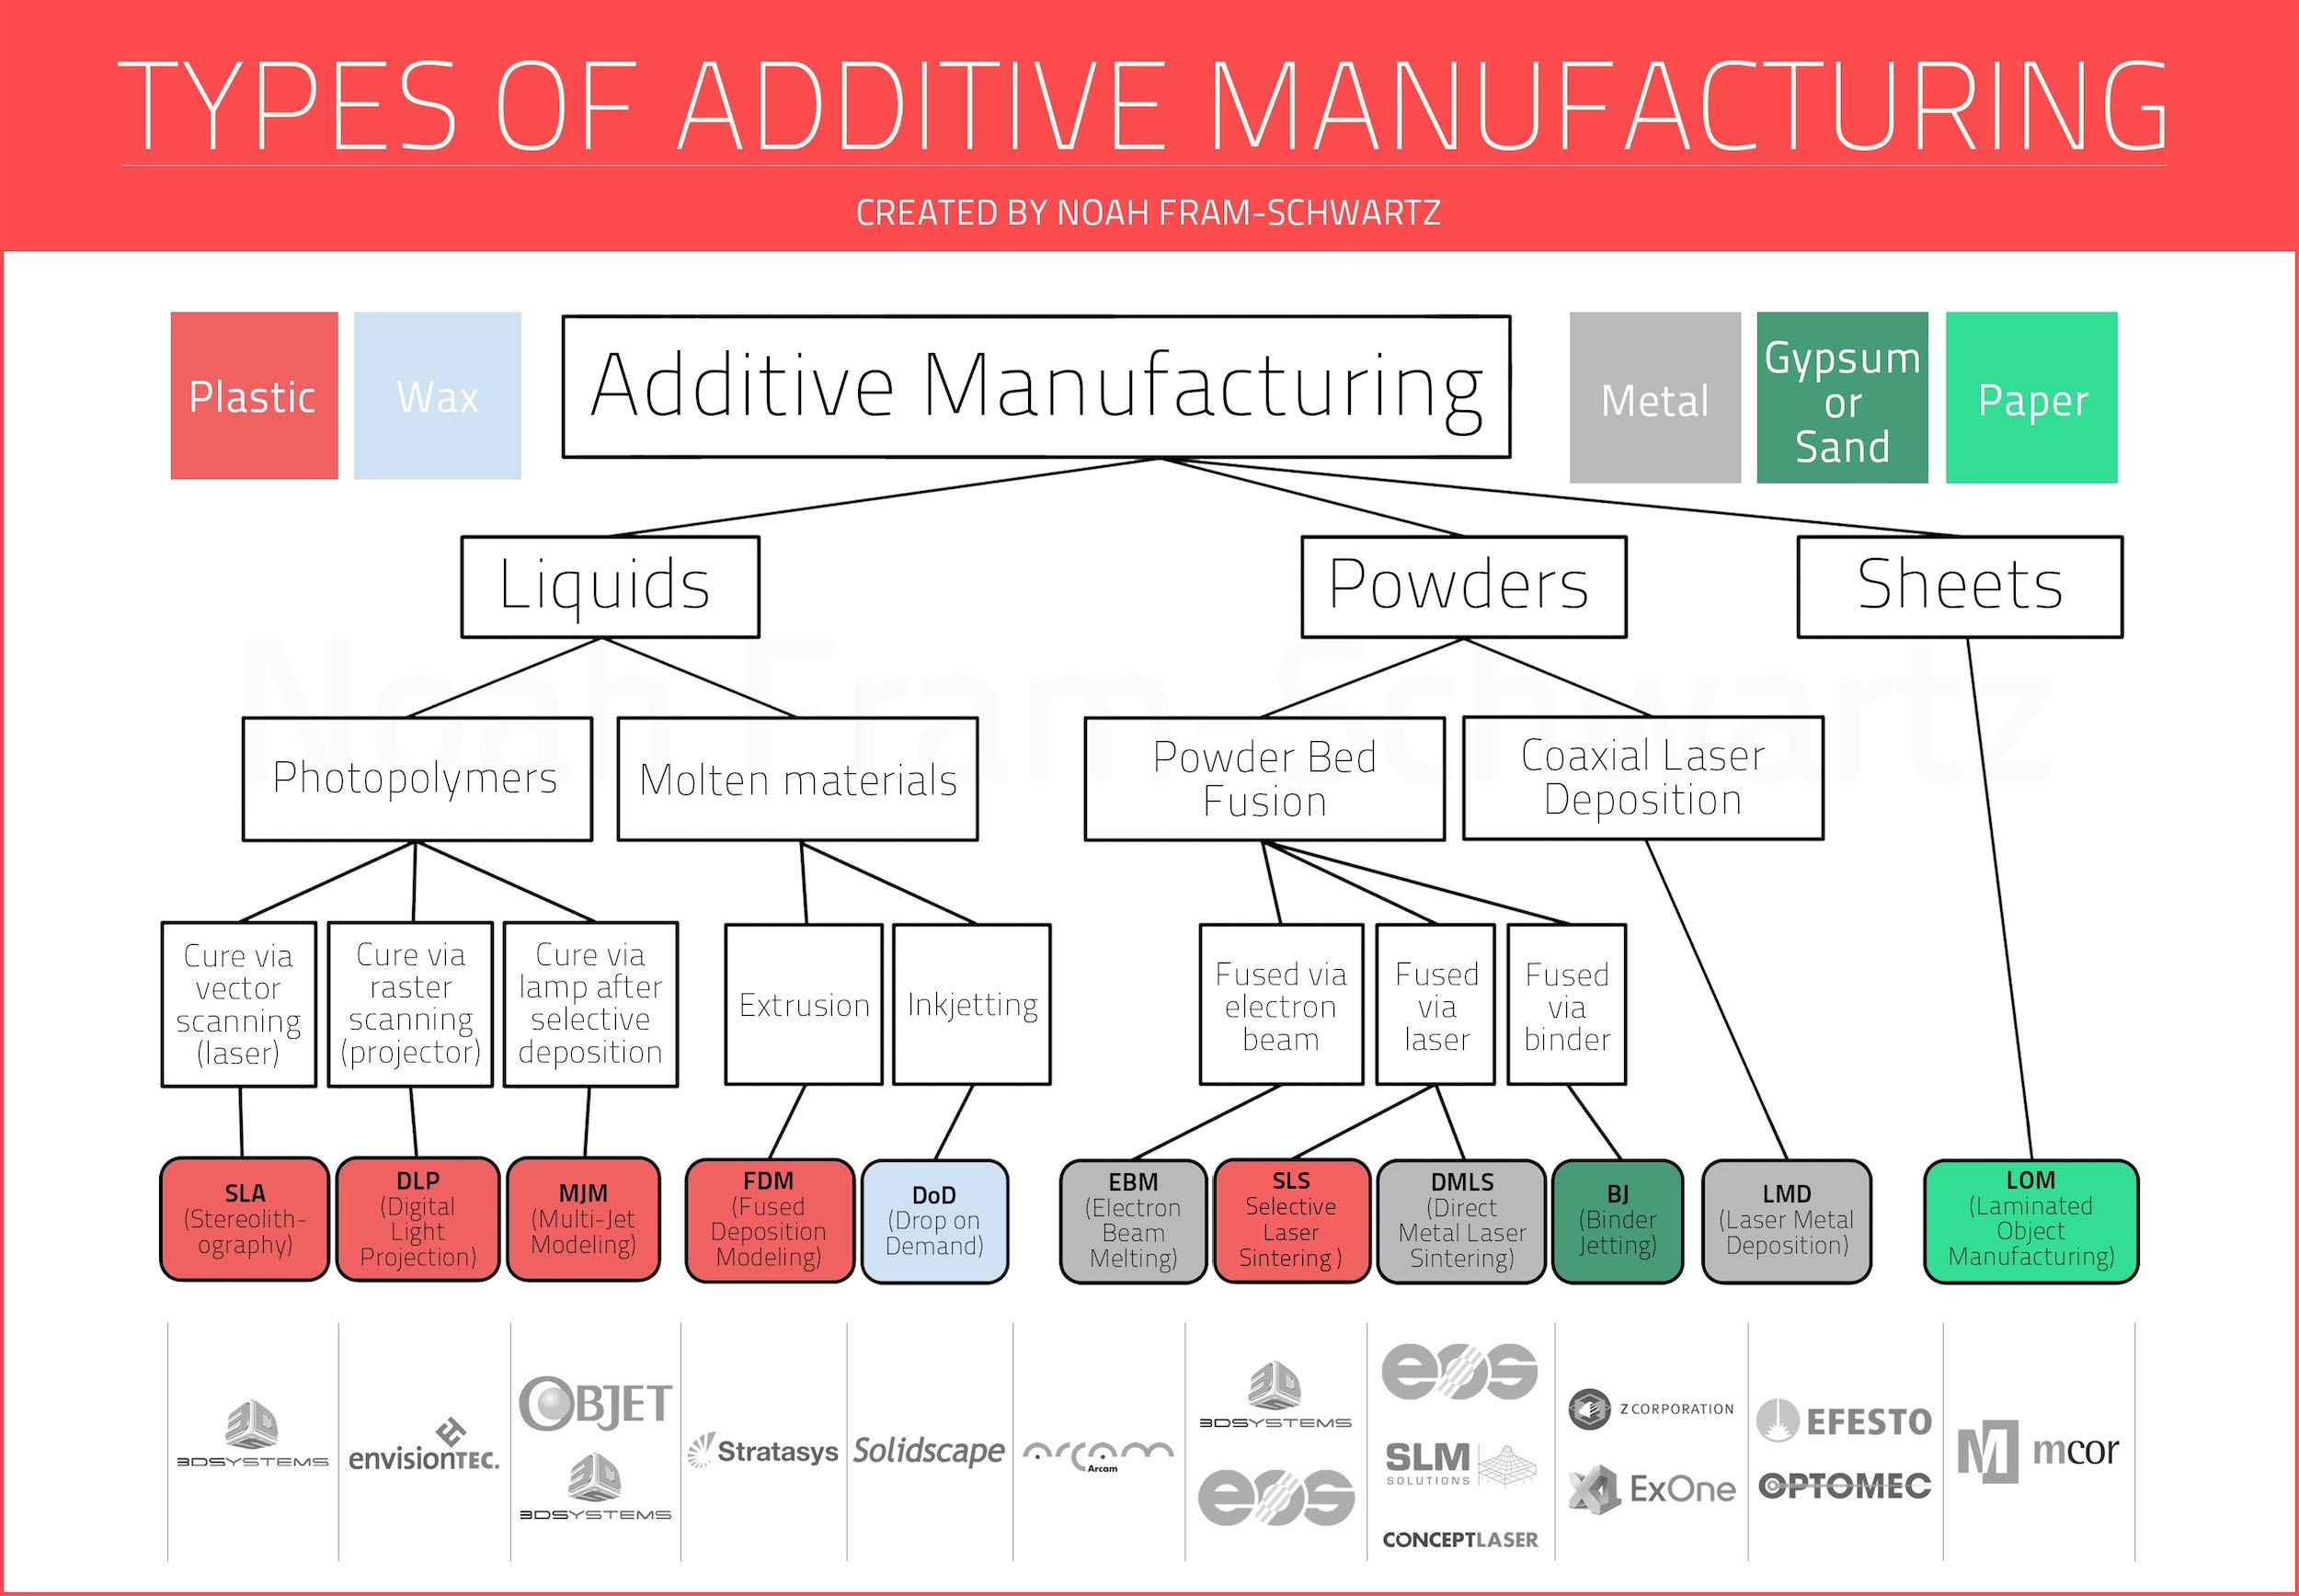 TYPES OF ADDITIVE MANUFACTURING
CREATED BY NOAH FRAM-SCHWARTZ
Plastic
Wax
Additive Manufacturing
Metal
Gypsum
or
Sand
Paper
Liquids
Powders
Sheets
Noah Fram-Schwartz
Photopolymers
Molten materials
Powder Bed
Fusion
Coaxial Laser
Deposition
Cure via
vector
scanning
(laser)
Cure via
raster
scanning
(projector)
Cure via
lamp after
selective
deposition
Extrusion
Inkjetting
Fused via
electron
beam
Fused
via
laser
Fused
via
binder
SLA
(Stereolith-
ography)
DLP
(Digital
Light
Projection)
MJM
(Multi-Jet
Modeling)
FDM
(Fused
Deposition
Modeling)
DoD
(Drop on
Demand)
EBM
(Electron
Beam
Melting)
SLS
Selective
Laser
Sintering )
DMLS
(Direct
Metal Laser
Sintering)
BJ
(Binder
Jetting)
LMD
(Laser Metal
Deposition)
LOM
(Laminated
Object
Manufacturing)
3DSYSTEMS
envisionTEC.
OBJET
3DSYSTEMS
Stratasys
Solidscape
arcam
Arcam
3DSYSTEMS
eos
eos
SLM
SOLUTIONS
CONCEPTLASER
Z CORPORATION
ExOne
EFESTO
OPTOMEC
M
mcor